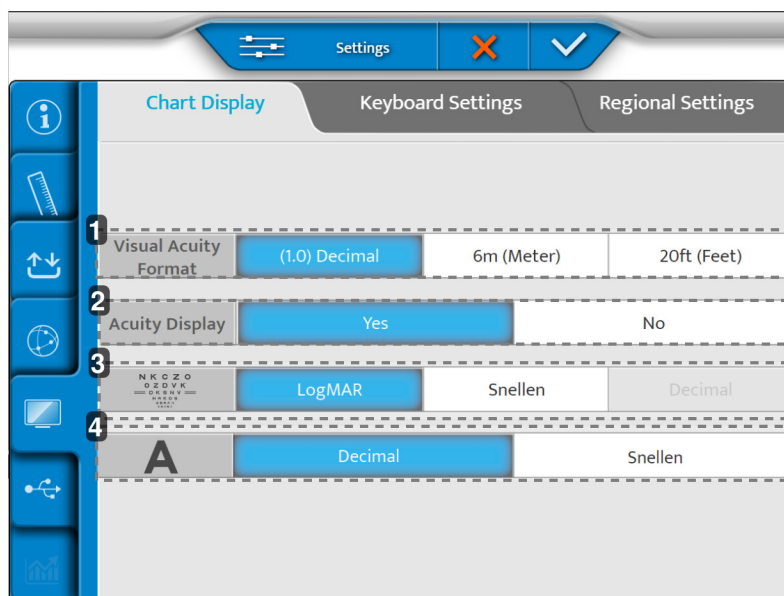 Settings
Chart Display Keyboard Settings Regional Settings
1
Visual Acuity Format (1.0) Decimal 6m (Meter) 20ft (Feet)
2
Acuity Display Yes No
3
N K C Z O
O Z D V K
LogMAR Snellen Decimal
4
A Decimal Snellen